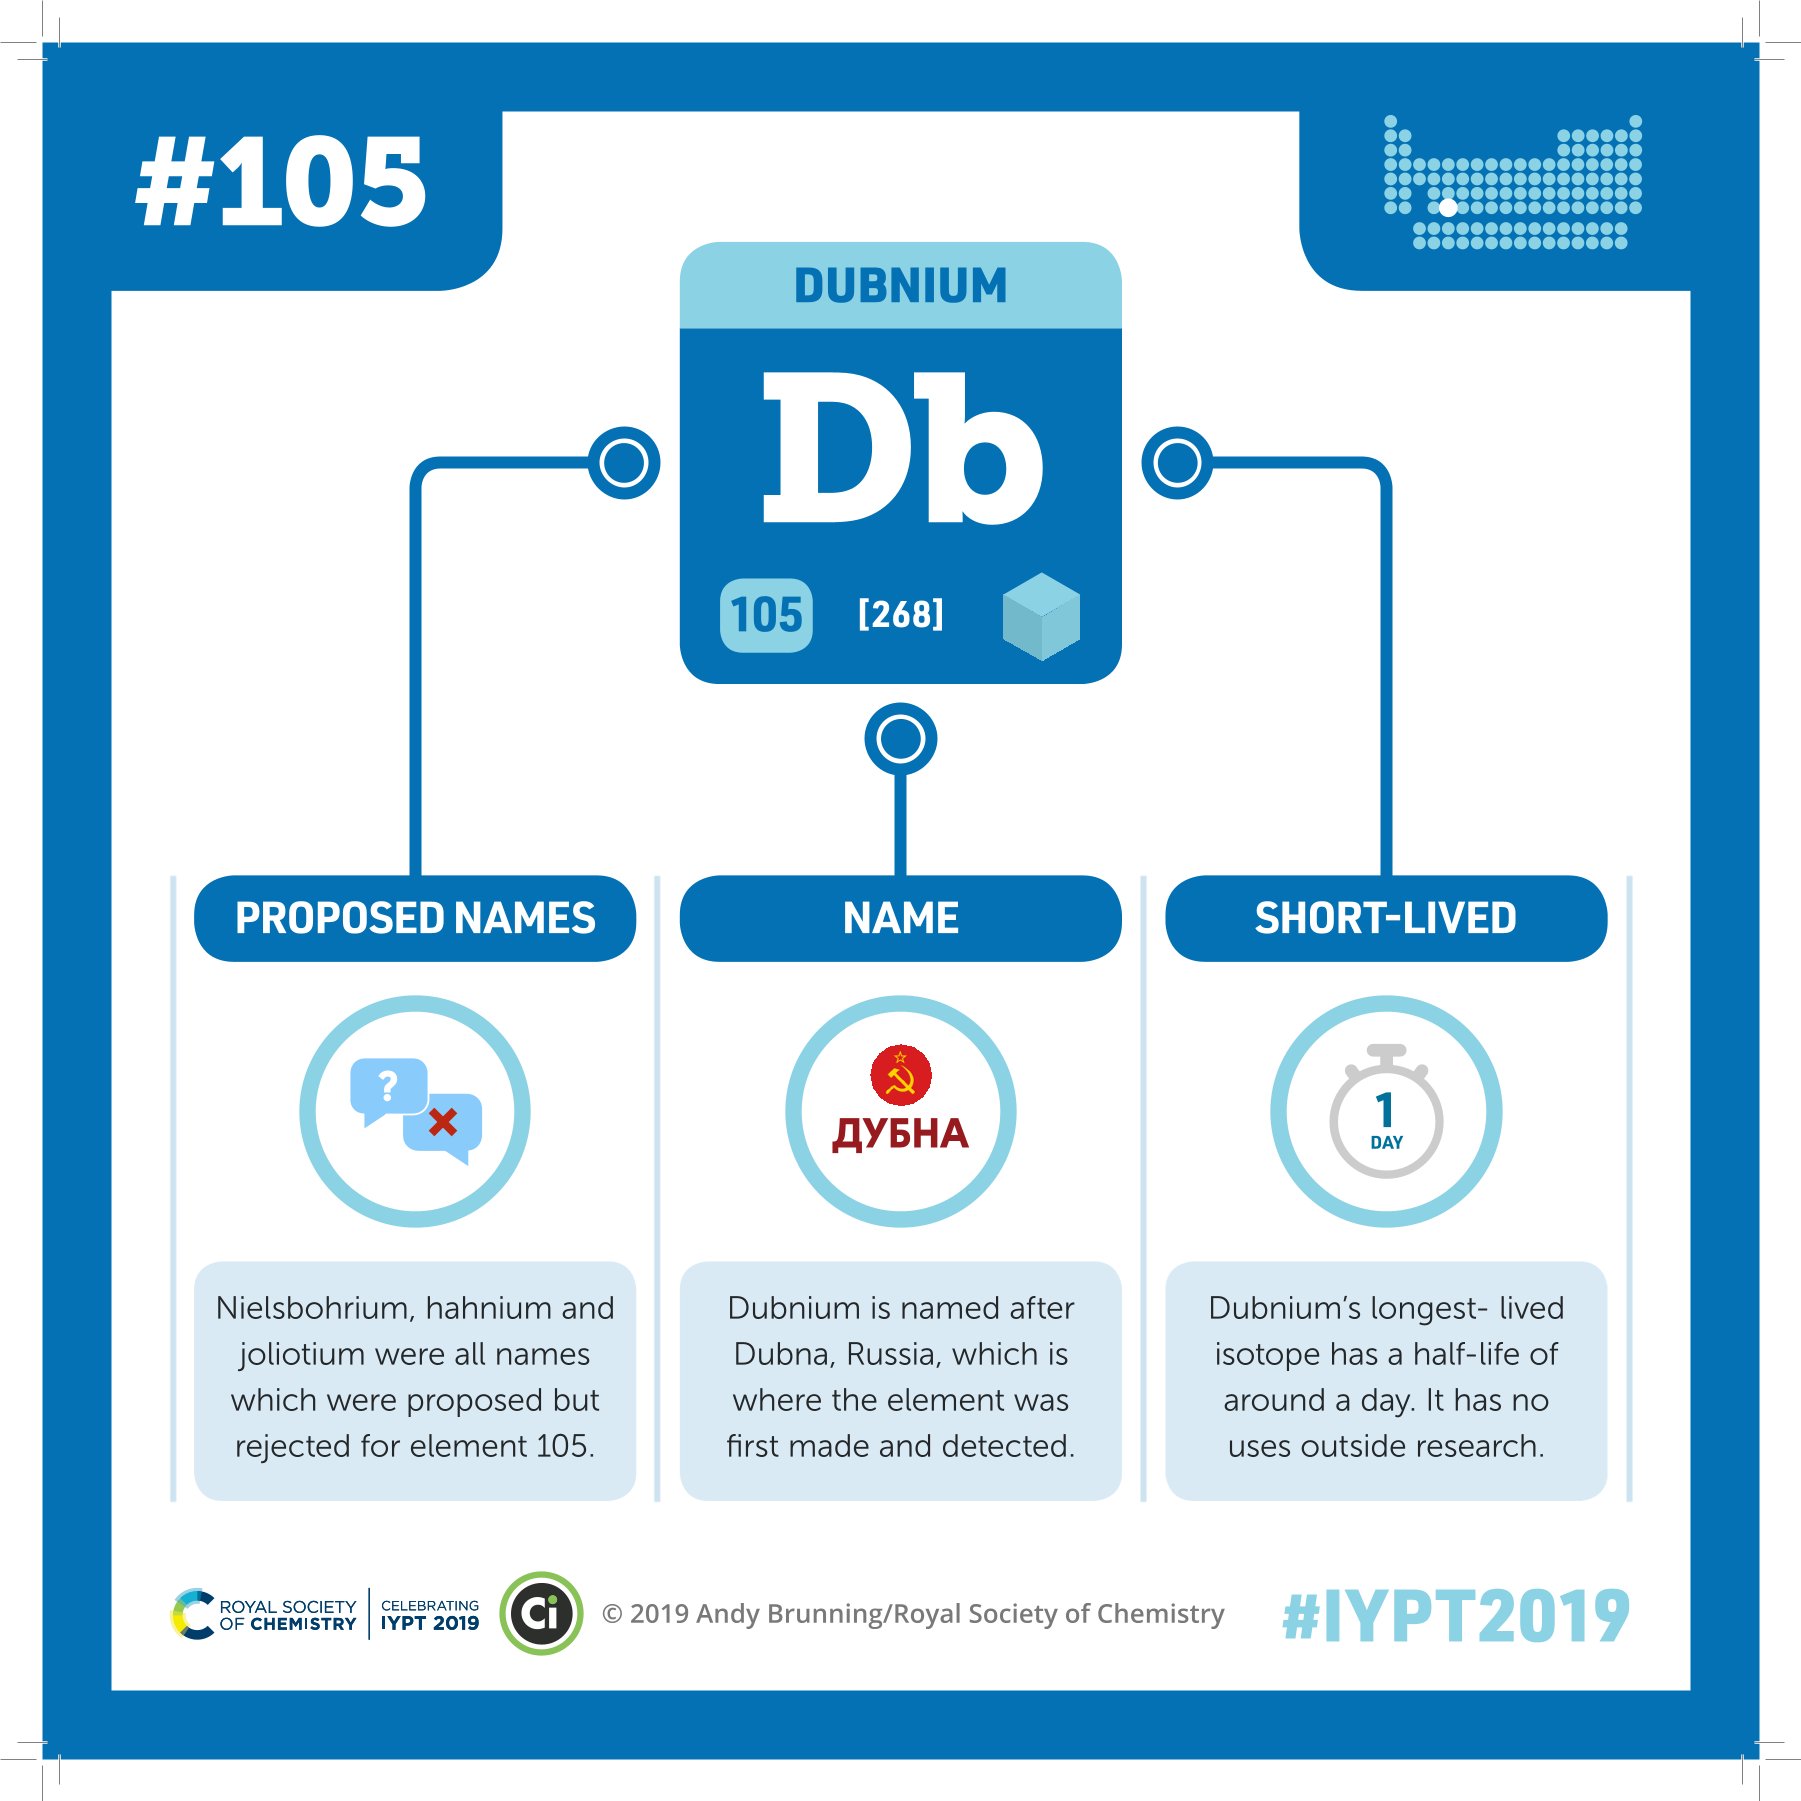 #105
DUBNIUM
Db
105 [268]
PROPOSED NAMES
?
Nielsbohrium, hahnium and
joliotium were all names
which were proposed but
rejected for element 105.
NAME
ДУБНА
Dubnium is named after
Dubna, Russia, which is
where the element was
first made and detected.
SHORT-LIVED
1
DAY
Dubnium’s longest- lived
isotope has a half-life of
around a day. It has no
uses outside research.
ROYAL SOCIETY
OF CHEMISTRY
CELEBRATING
IYPT 2019
Ci
© 2019 Andy Brunning/Royal Society of Chemistry
#IYPT2019